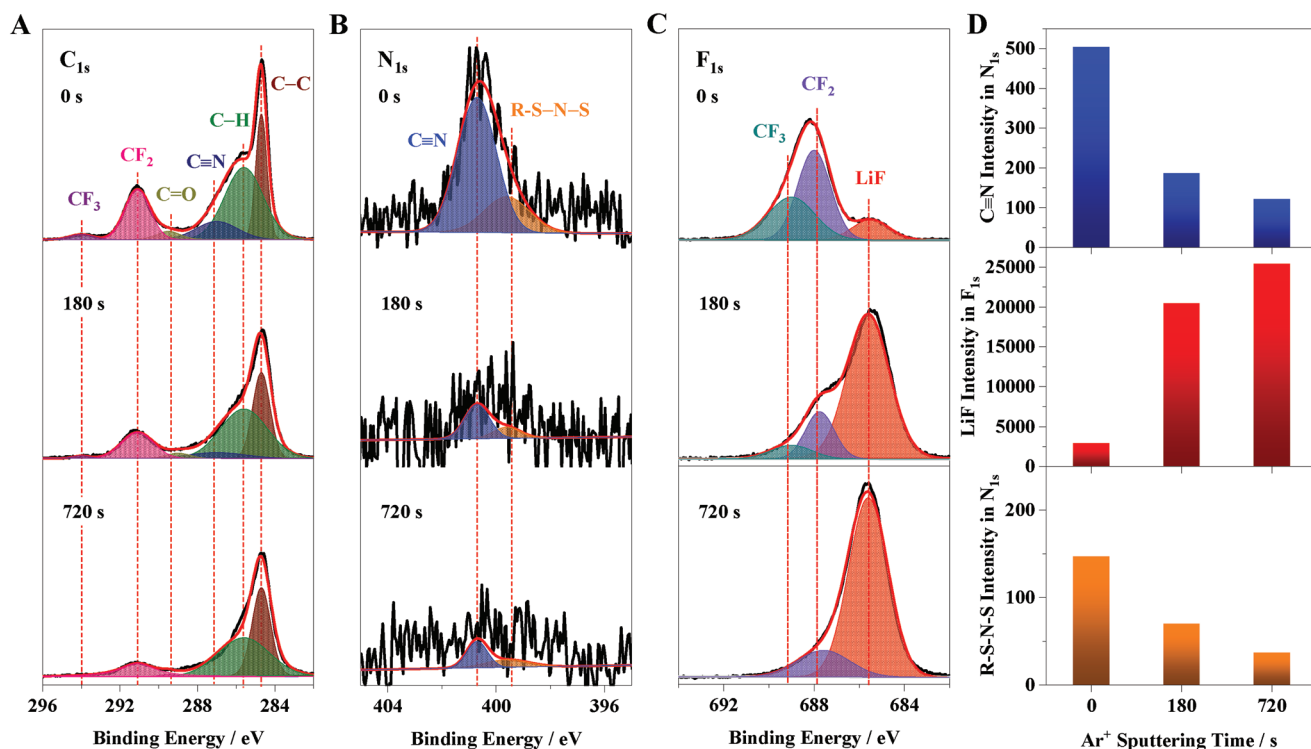 A
C1s
0 s
C−C
C−H
C≡N
CF2
C=O
CF3
180 s
720 s
296 292 288 284
Binding Energy / eV
B
N1s
0 s
R-S−N−S
C≡N
180 s
720 s
404 400 396
Binding Energy / eV
C
F1s
0 s
CF2
CF3
LiF
180 s
720 s
692 688 684
Binding Energy / eV
D
500
400
300
200
100
0
C≡N Intensity in N1s
25000
20000
15000
10000
5000
0
LiF Intensity in F1s
200
100
0
R-S-N-S Intensity in N1s
0 180 720
Ar+ Sputtering Time / s